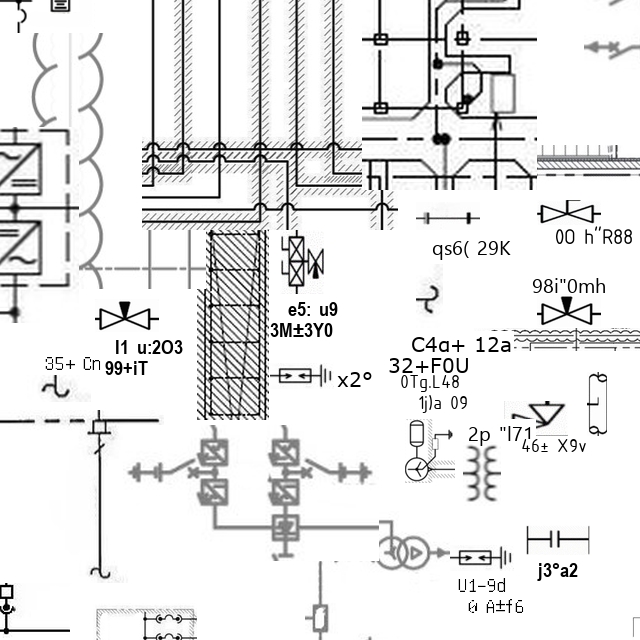 qs6( 29K
00 h"R88
98i"0mh
e5: u9
3M±3Y0
l1 u:2O3
99+iT
35+ Cn
C4a+ 12a
32+F0U
0Tg.L48
1j)a 09
x2°
2p "l71
46± X9v
j3°a2
U1-9d
A±f6